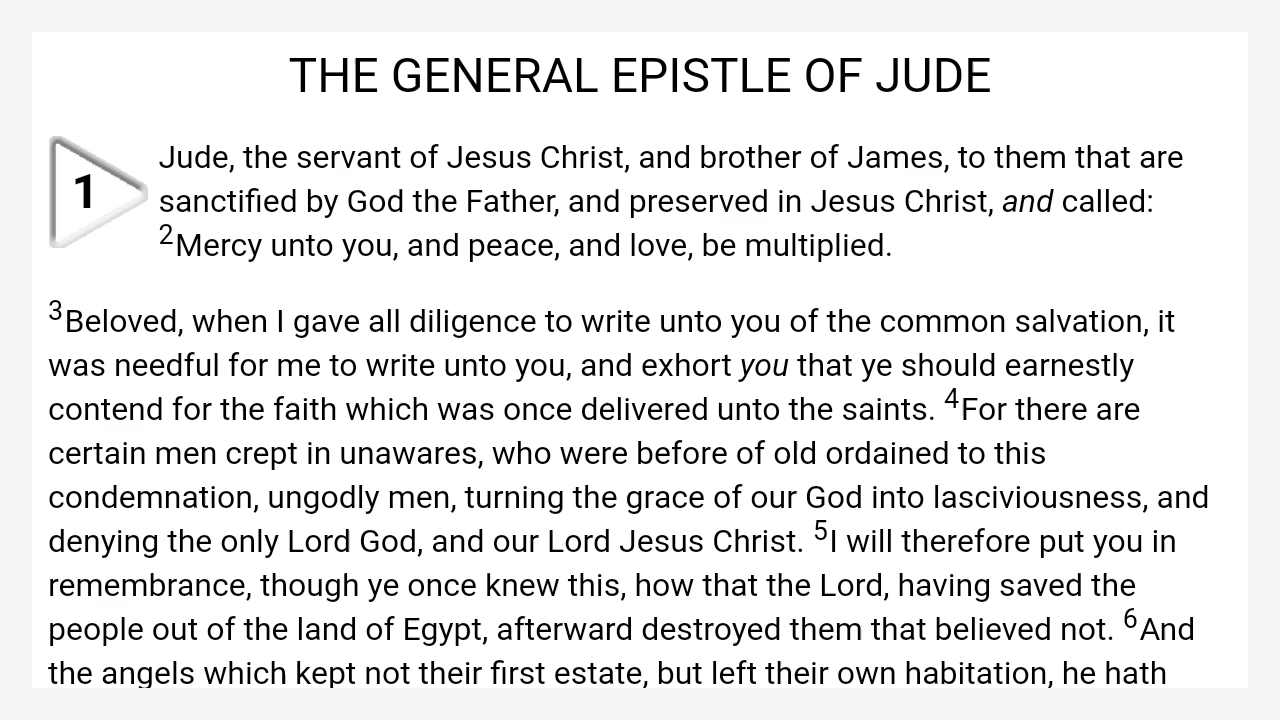 THE GENERAL EPISTLE OF JUDE
1
Jude, the servant of Jesus Christ, and brother of James, to them that are
sanctified by God the Father, and preserved in Jesus Christ, and called:
2Mercy unto you, and peace, and love, be multiplied.
3Beloved, when I gave all diligence to write unto you of the common salvation, it
was needful for me to write unto you, and exhort you that ye should earnestly
contend for the faith which was once delivered unto the saints. 4For there are
certain men crept in unawares, who were before of old ordained to this
condemnation, ungodly men, turning the grace of our God into lasciviousness, and
denying the only Lord God, and our Lord Jesus Christ. 5I will therefore put you in
remembrance, though ye once knew this, how that the Lord, having saved the
people out of the land of Egypt, afterward destroyed them that believed not. 6And
the angels which kept not their first estate, but left their own habitation, he hath